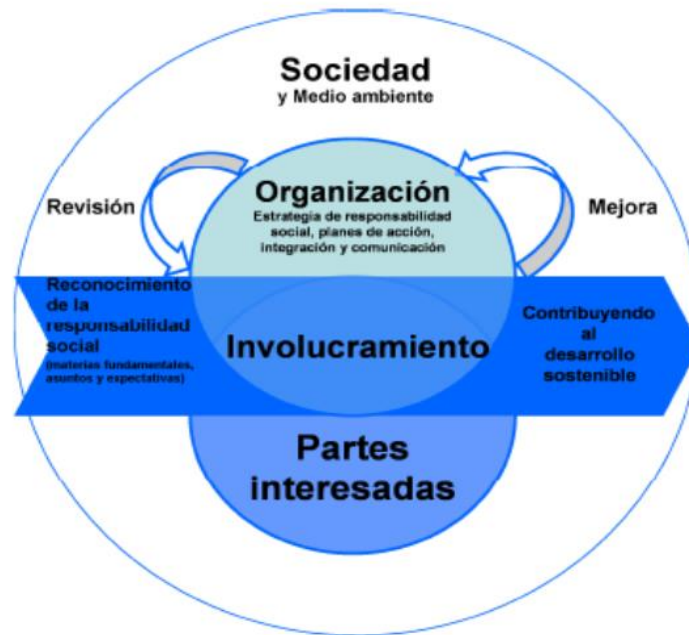 Sociedad
y Medio ambiente
Organización
Estrategia de responsabilidad
social, planes de acción,
integración y comunicación
Revisión
Mejora
Reconocimiento
de la
responsabilidad
social
(materias fundamentales,
asuntos y expectativas)
Involucramiento
Contribuyendo
al
desarrollo
sostenible
Partes
interesadas